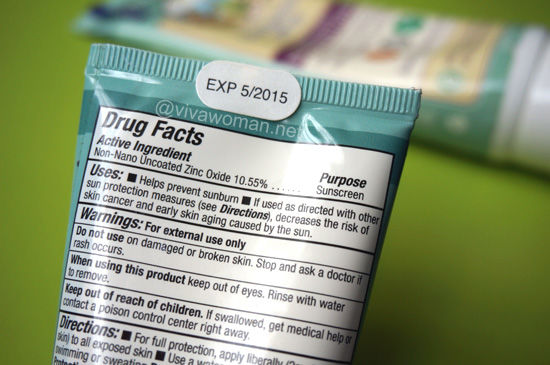 EXP 5/2015
@vivawoman.net
Drug Facts
Active Ingredient Purpose
Non-Nano Uncoated Zinc Oxide 10.55% ....... Sunscreen
Uses: ■ Helps prevent sunburn ■ If used as directed with other
sun protection measures (see Directions), decreases the risk of
skin cancer and early skin aging caused by the sun.
Warnings: For external use only
Do not use on damaged or broken skin. Stop and ask a doctor if
rash occurs.
When using this product keep out of eyes. Rinse with water
to remove.
Keep out of reach of children. If swallowed, get medical help or
contact a poison control center right away.
Directions: ■ For full protection, apply liberally
skin) to all exposed skin ■ Use a
swimming or sweating